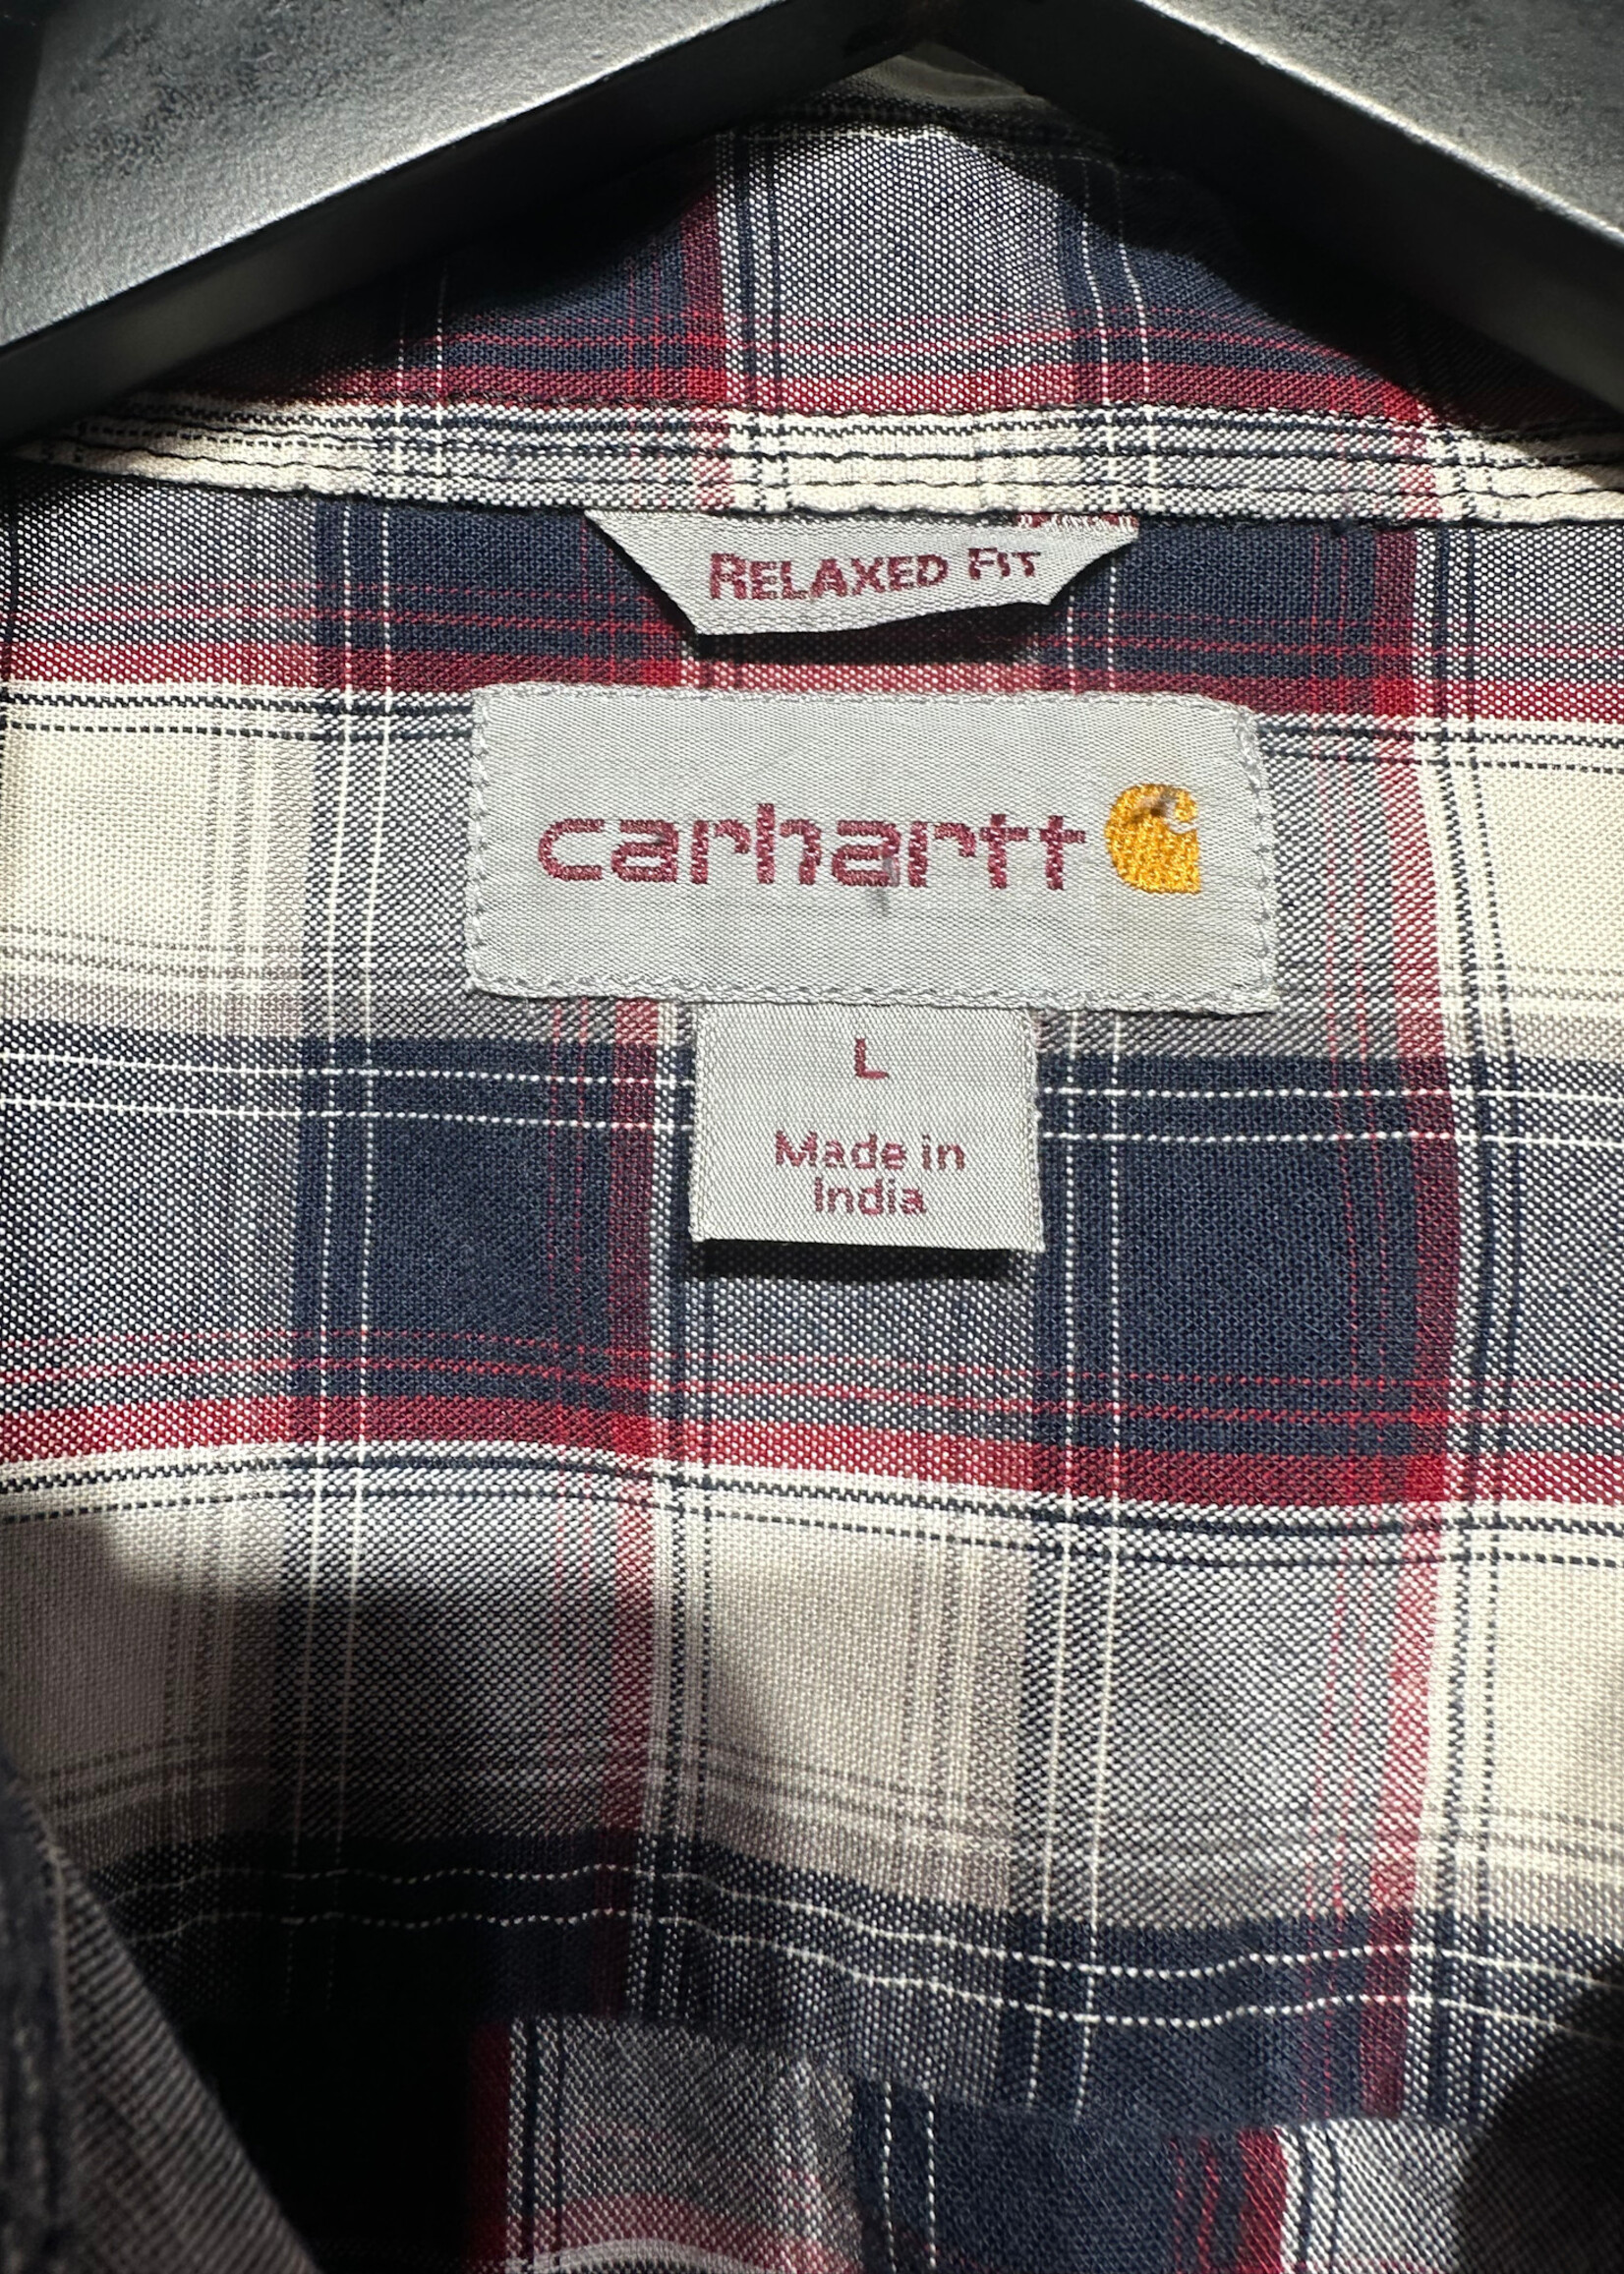 RELAXED FIT
carhartt
L
Made in
India